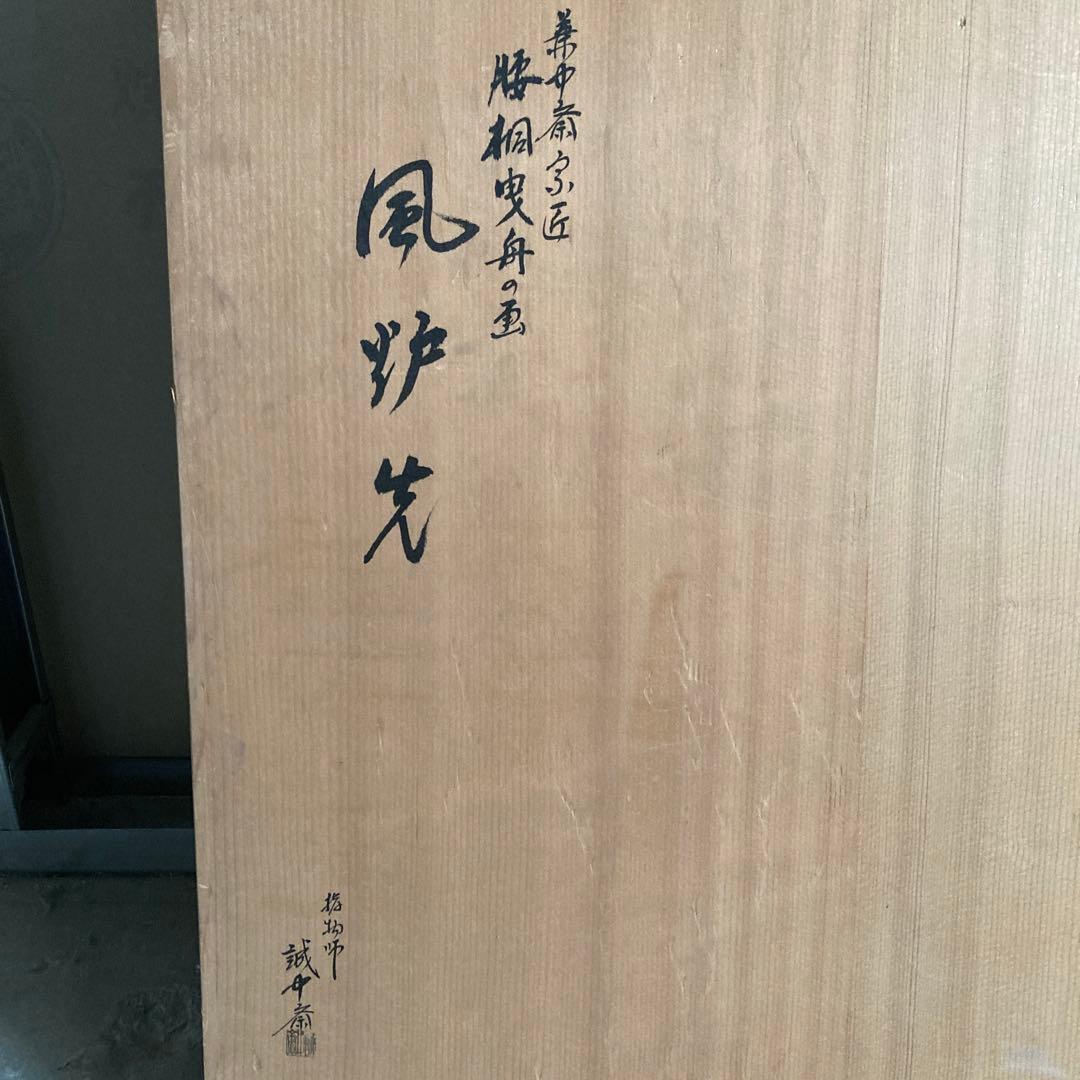 兼中斎宗匠
腰桐曳舟の画
風炉先
指物師
誠中斎